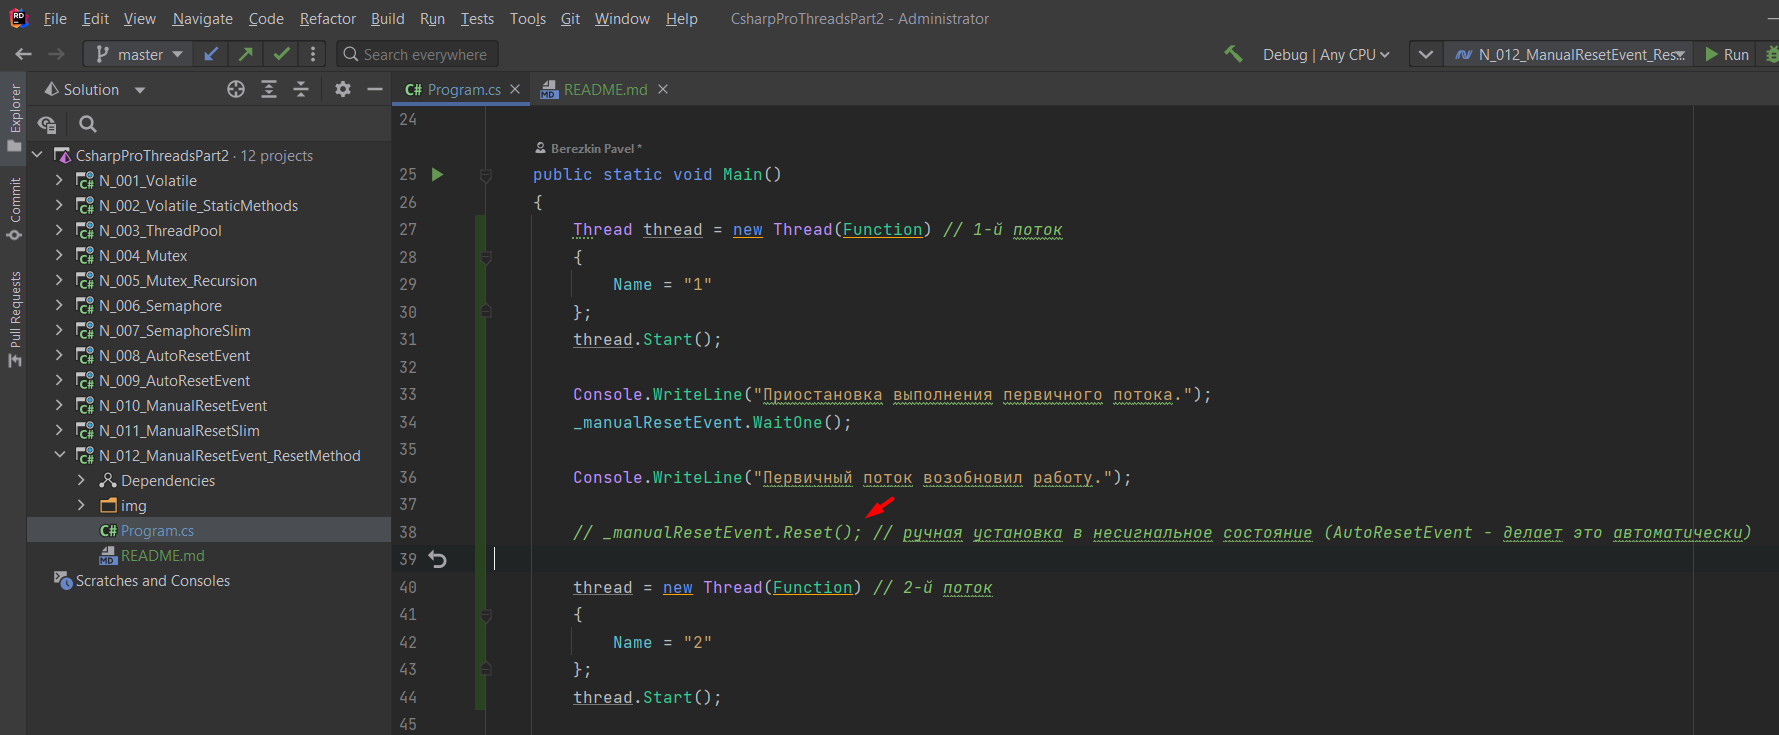 File Edit View Navigate Code Refactor Build Run Tests Tools Git Window Help CsharpProThreadsPart2 - Administrator
master Search everywhere Debug | Any CPU N_012_ManualResetEvent_Res Run
Explorer
Commit
Pull Requests
Solution
CsharpProThreadsPart2 · 12 projects
N_001_Volatile
N_002_Volatile_StaticMethods
N_003_ThreadPool
N_004_Mutex
N_005_Mutex_Recursion
N_006_Semaphore
N_007_SemaphoreSlim
N_008_AutoResetEvent
N_009_AutoResetEvent
N_010_ManualResetEvent
N_011_ManualResetSlim
N_012_ManualResetEvent_ResetMethod
Dependencies
img
C# Program.cs
README.md
Scratches and Consoles
C# Program.cs README.md
24
Berezkin Pavel *
25 public static void Main()
26 {
27 Thread thread = new Thread(Function) // 1-й поток
28 {
29 Name = "1"
30 };
31 thread.Start();
32
33 Console.WriteLine("Приостановка выполнения первичного потока.");
34 _manualResetEvent.WaitOne();
35
36 Console.WriteLine("Первичный поток возобновил работу.");
37
38 // _manualResetEvent.Reset(); // ручная установка в несигнальное состояние (AutoResetEvent - делает это автоматически)
39
40 thread = new Thread(Function) // 2-й поток
41 {
42 Name = "2"
43 };
44 thread.Start();
45